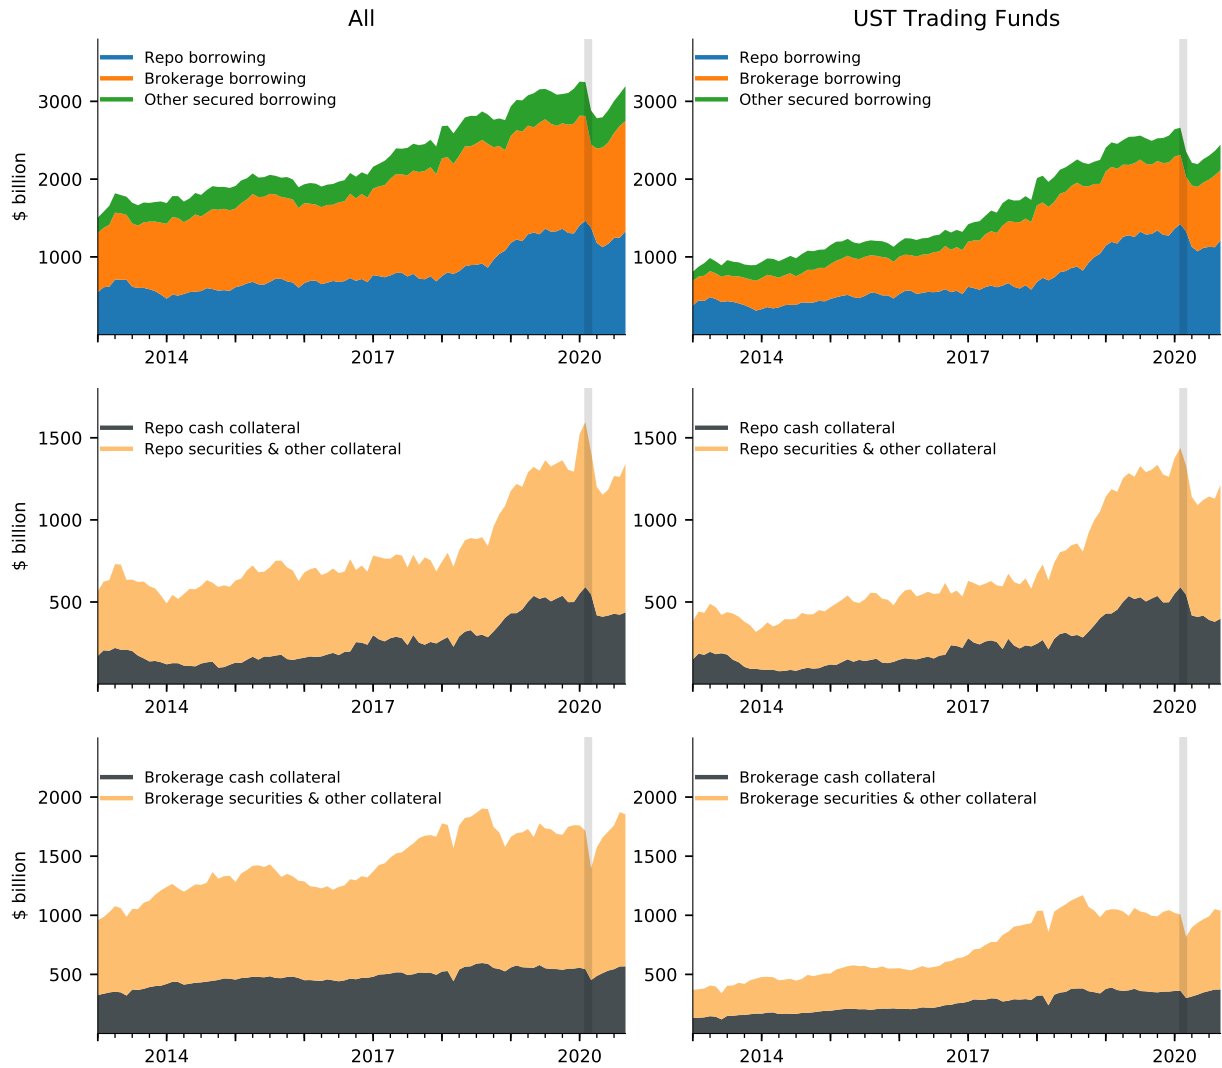 All
UST Trading Funds
Repo borrowing
Brokerage borrowing
Other secured borrowing
3000
2000
1000
$ billion
2014
2017
2020
Repo borrowing
Brokerage borrowing
Other secured borrowing
3000
2000
1000
2014
2017
2020
Repo cash collateral
Repo securities & other collateral
1500
1000
500
$ billion
2014
2017
2020
Repo cash collateral
Repo securities & other collateral
1500
1000
500
2014
2017
2020
Brokerage cash collateral
Brokerage securities & other collateral
2000
1500
1000
500
$ billion
2014
2017
2020
Brokerage cash collateral
Brokerage securities & other collateral
2000
1500
1000
500
2014
2017
2020